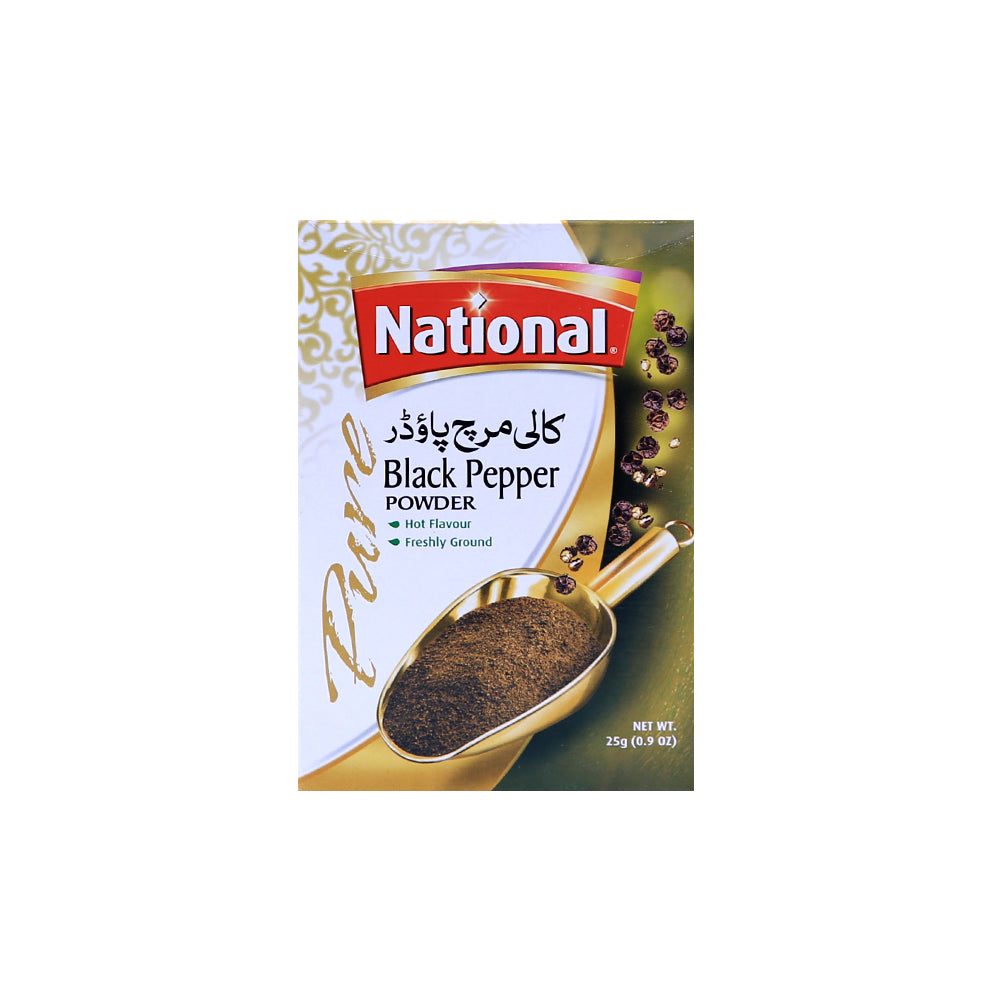 National®
کالی مرچ پاؤڈر
Black Pepper
POWDER
Hot Flavour
Freshly Ground
Pure
NET WT.
25g (0.9 OZ)